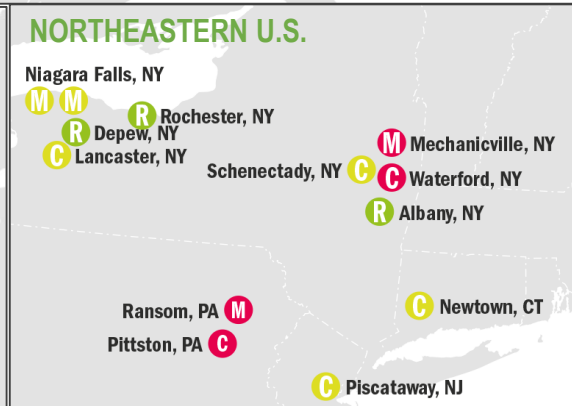 NORTHEASTERN U.S.
Niagara Falls, NY
M M
R Rochester, NY
R Depew, NY
C Lancaster, NY
M Mechanicville, NY
Schenectady, NY C
C Waterford, NY
R Albany, NY
Ransom, PA M
C Newtown, CT
Pittston, PA C
C Piscataway, NJ